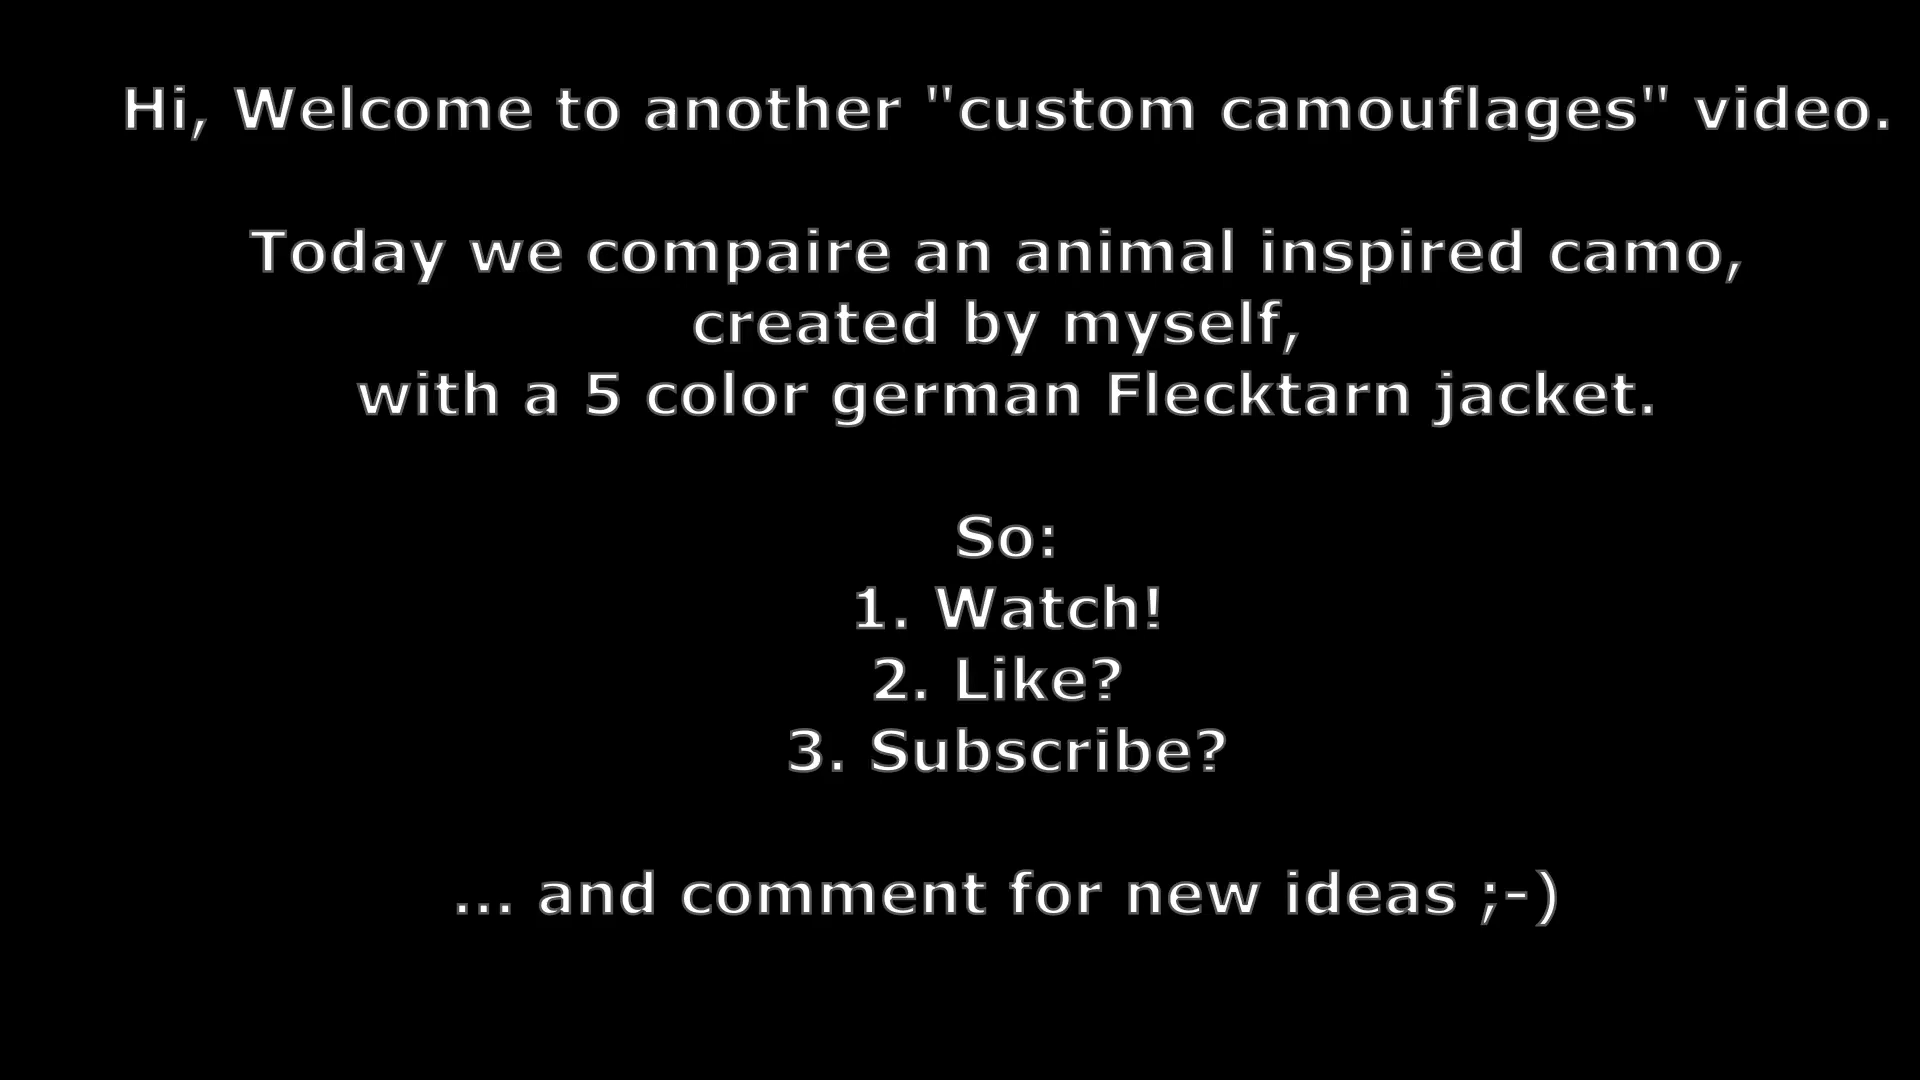 Hi, Welcome to another "custom camouflages" video.
Today we compaire an animal inspired camo,
created by myself,
with a 5 color german Flecktarn jacket.
So:
1. Watch!
2. Like?
3. Subscribe?
... and comment for new ideas ;-)